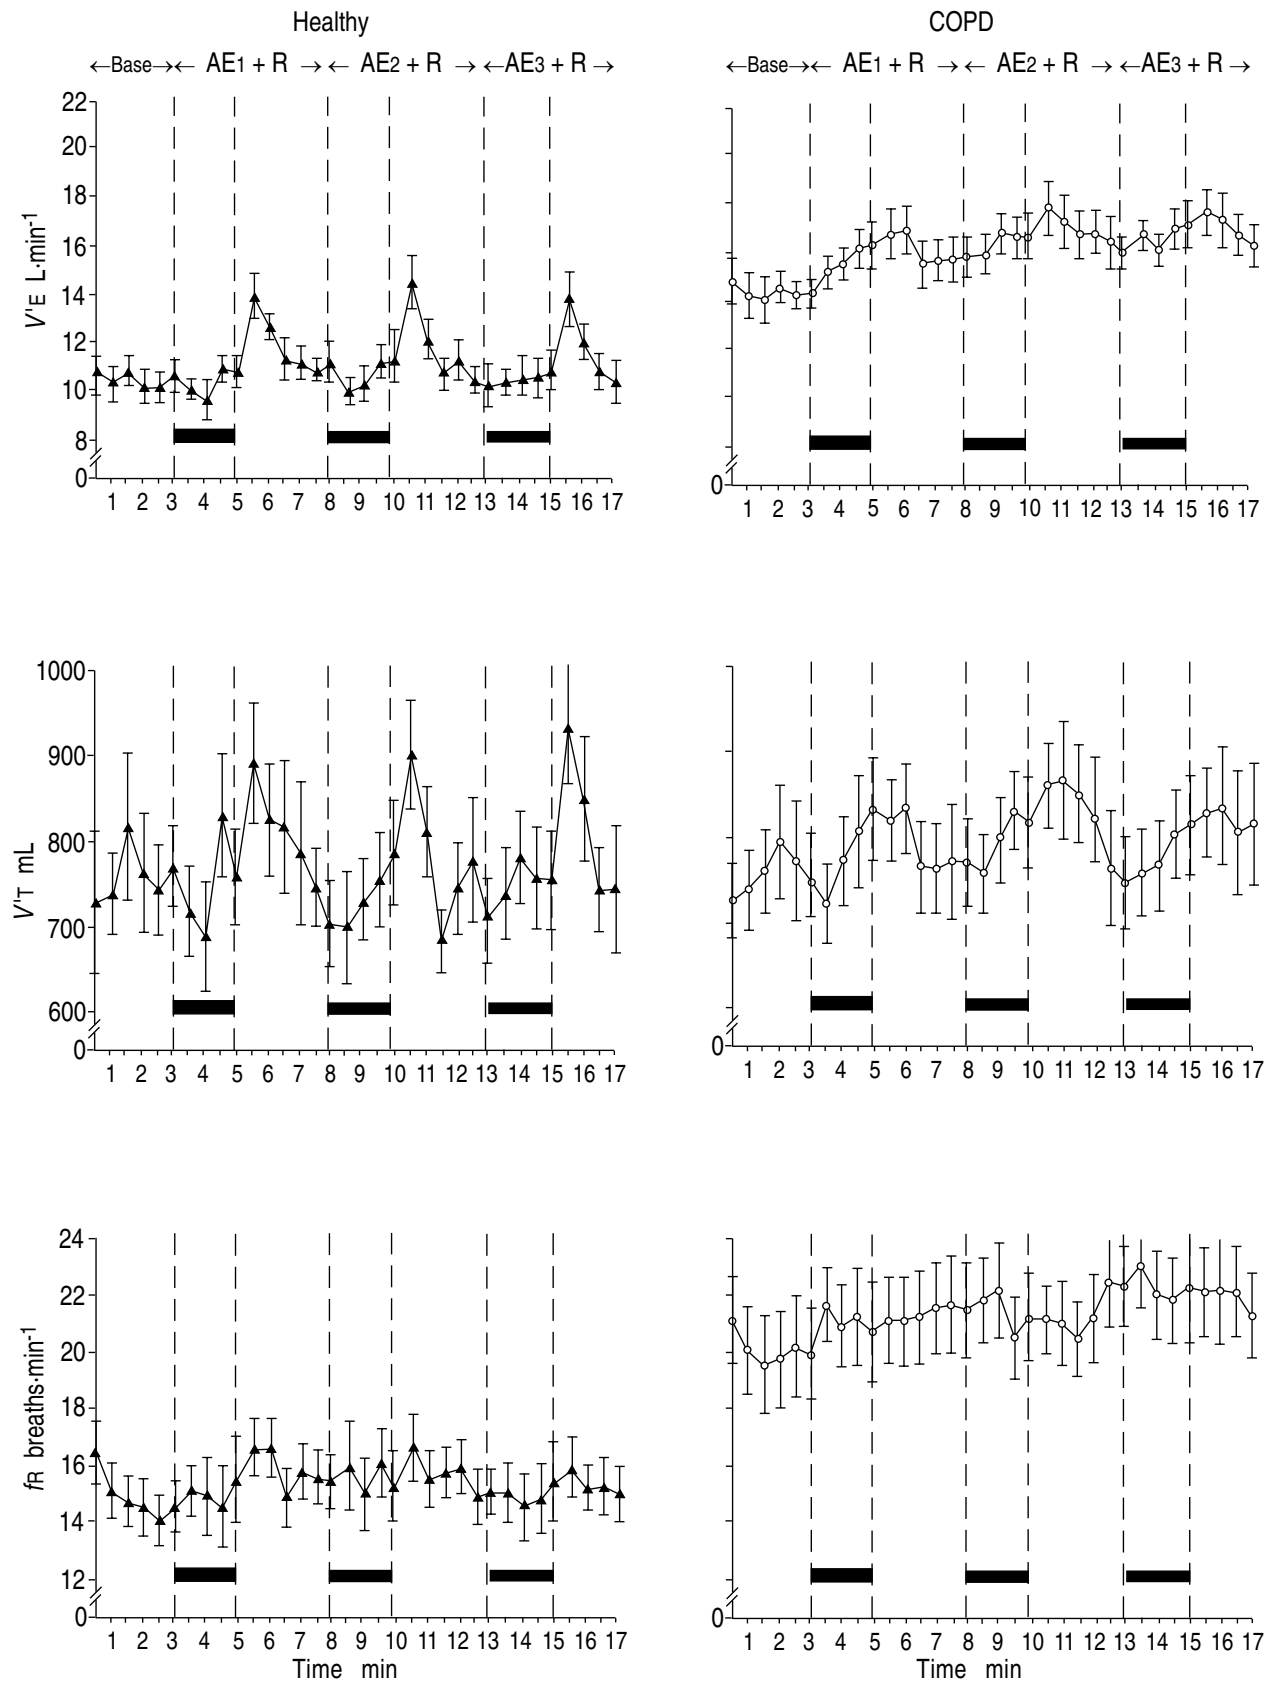 Healthy
←Base→← AE1 + R →← AE2 + R →←AE3 + R →
22
20
18
16
14
12
10
8
0
V'E L·min-1
1 2 3 4 5 6 7 8 10 11 12 13 14 15 16 17
COPD
←Base→← AE1 + R →← AE2 + R →←AE3 + R →
0
1 2 3 4 5 6 7 8 9 10 11 12 13 14 15 16 17
1000
900
800
700
600
0
V'T mL
1 2 3 4 5 6 7 8 10 11 12 13 14 15 16 17
0
1 2 3 4 5 6 7 8 9 10 11 12 13 14 15 16 17
24
22
20
18
16
14
12
0
fR breaths·min-1
1 2 3 4 5 6 7 8 10 11 12 13 14 15 16 17
Time min
0
1 2 3 4 5 6 7 8 9 10 11 12 13 14 15 16 17
Time min